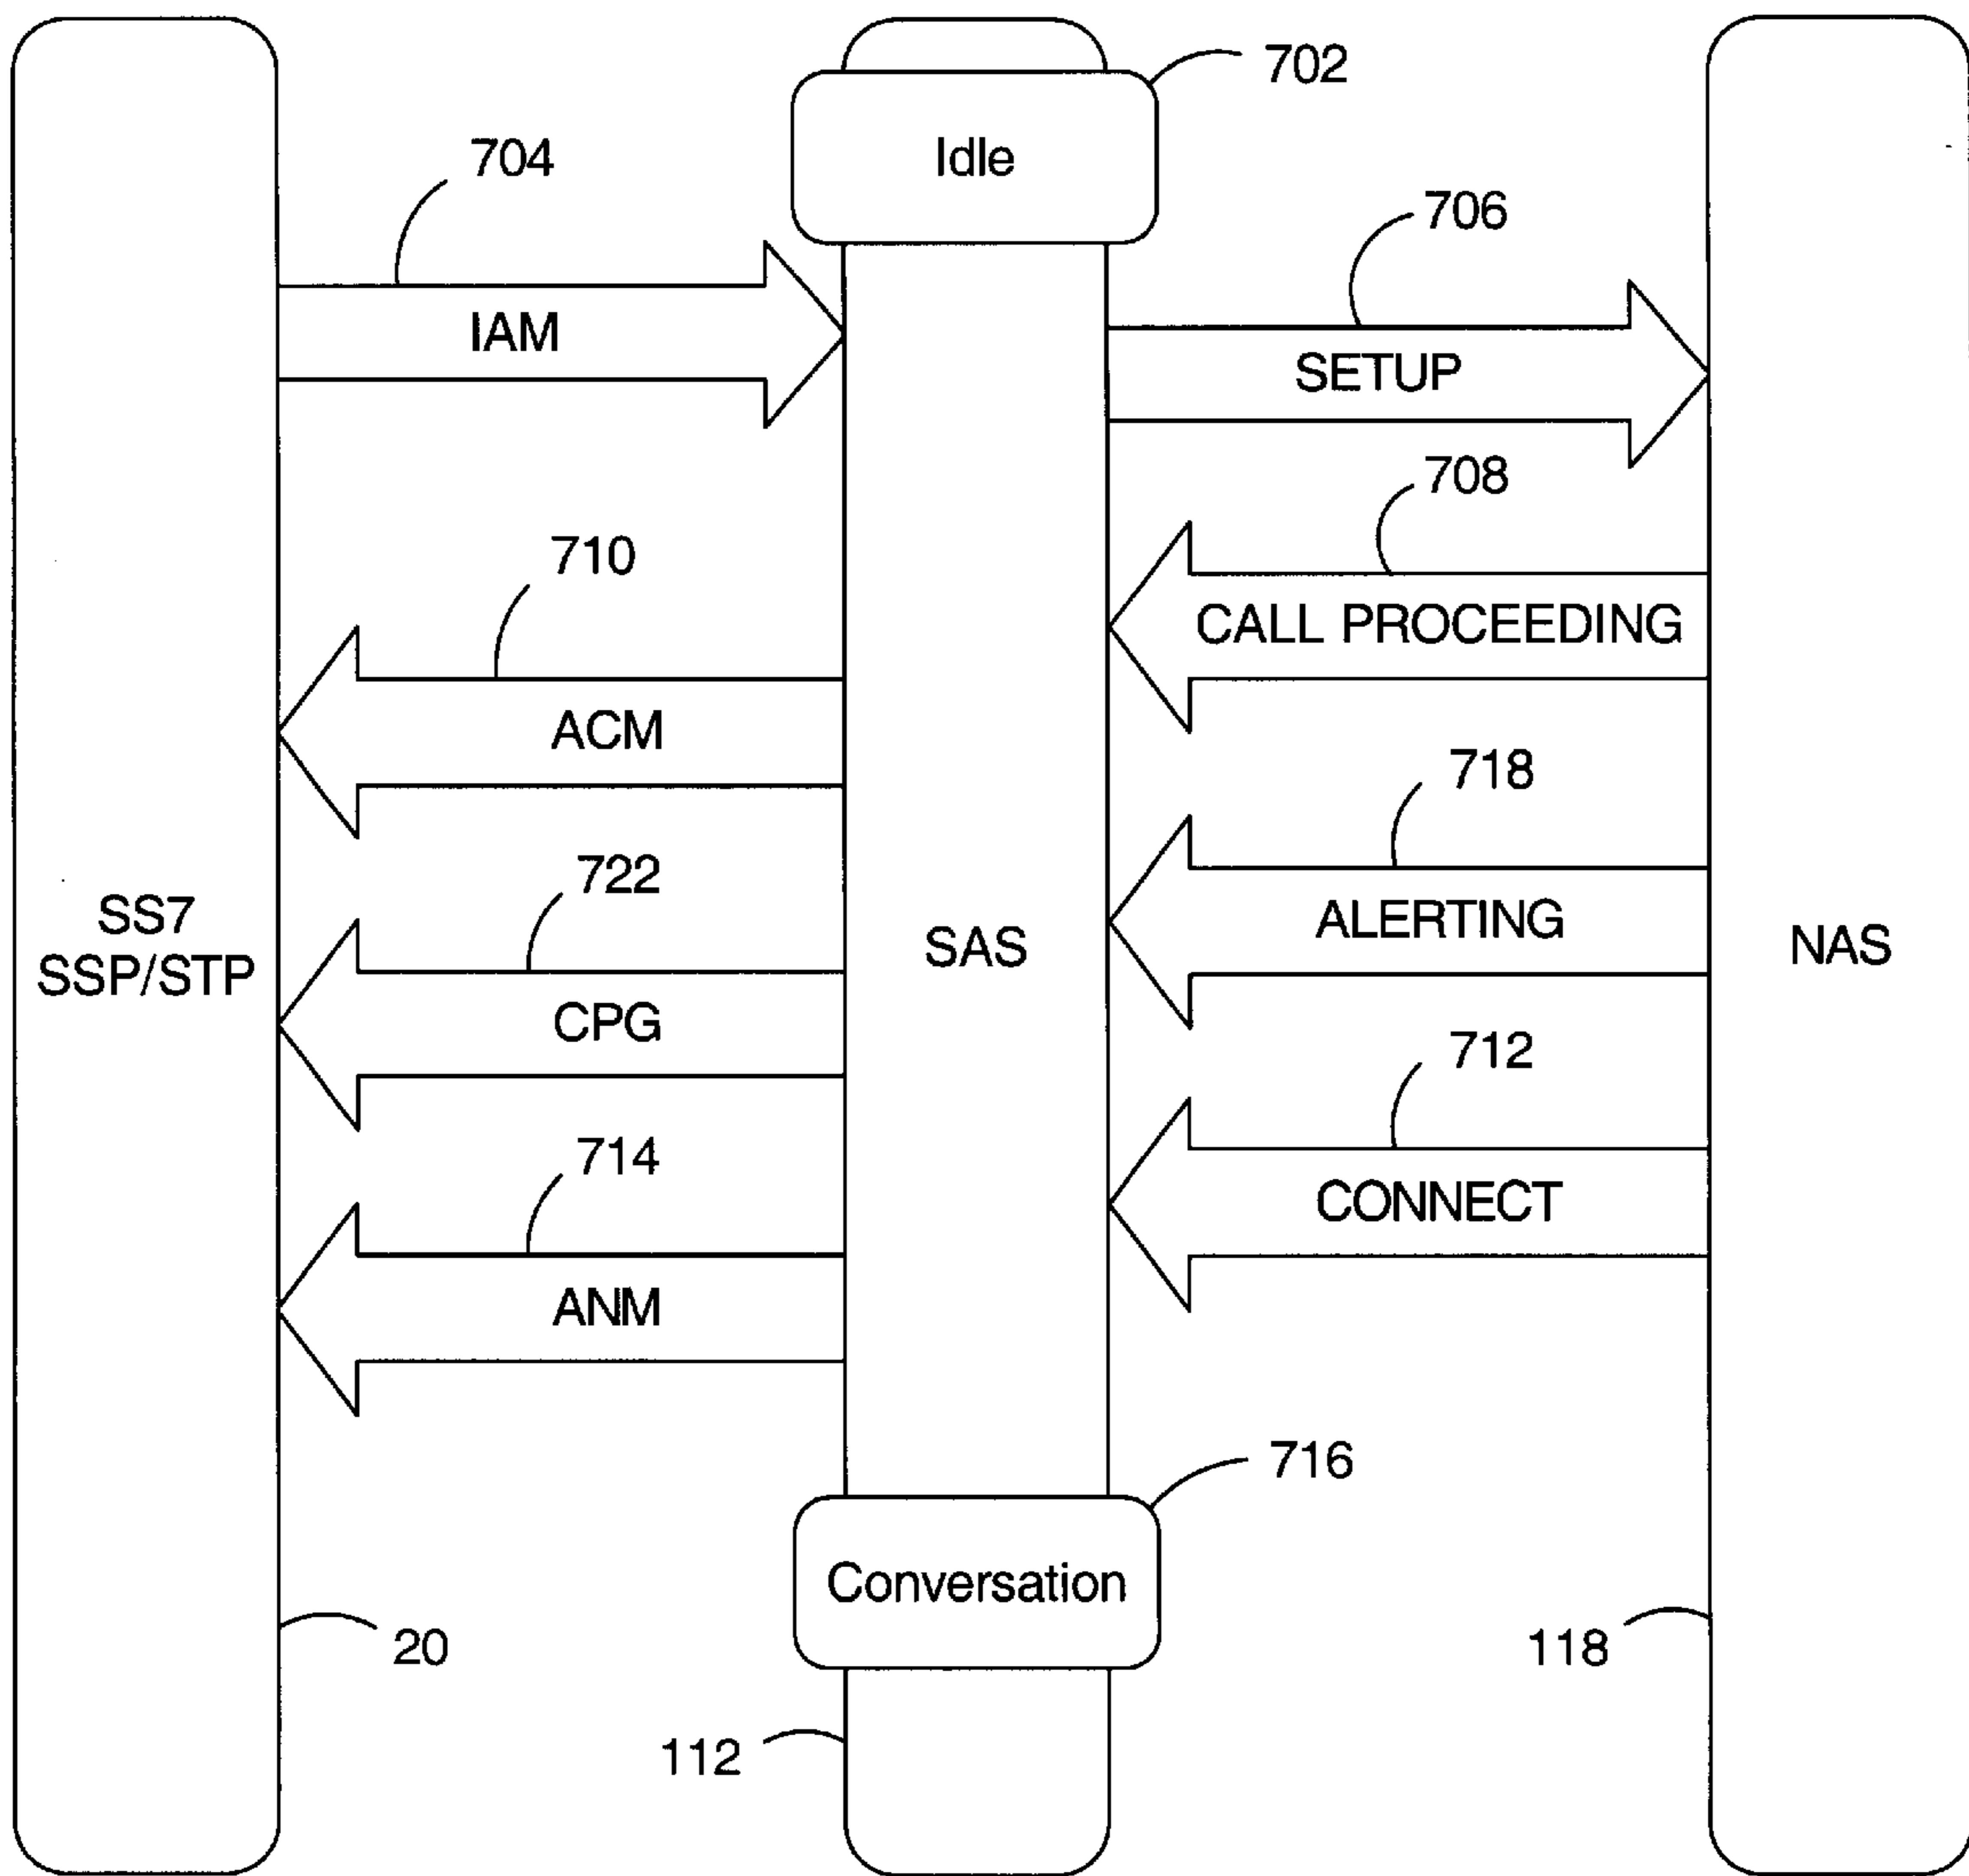 702
Idle
704
706
IAM
SETUP
708
710
CALL PROCEEDING
ACM
718
722
SS7
SSP/STP
ALERTING
SAS
NAS
CPG
712
714
CONNECT
ANM
716
Conversation
20
118
112